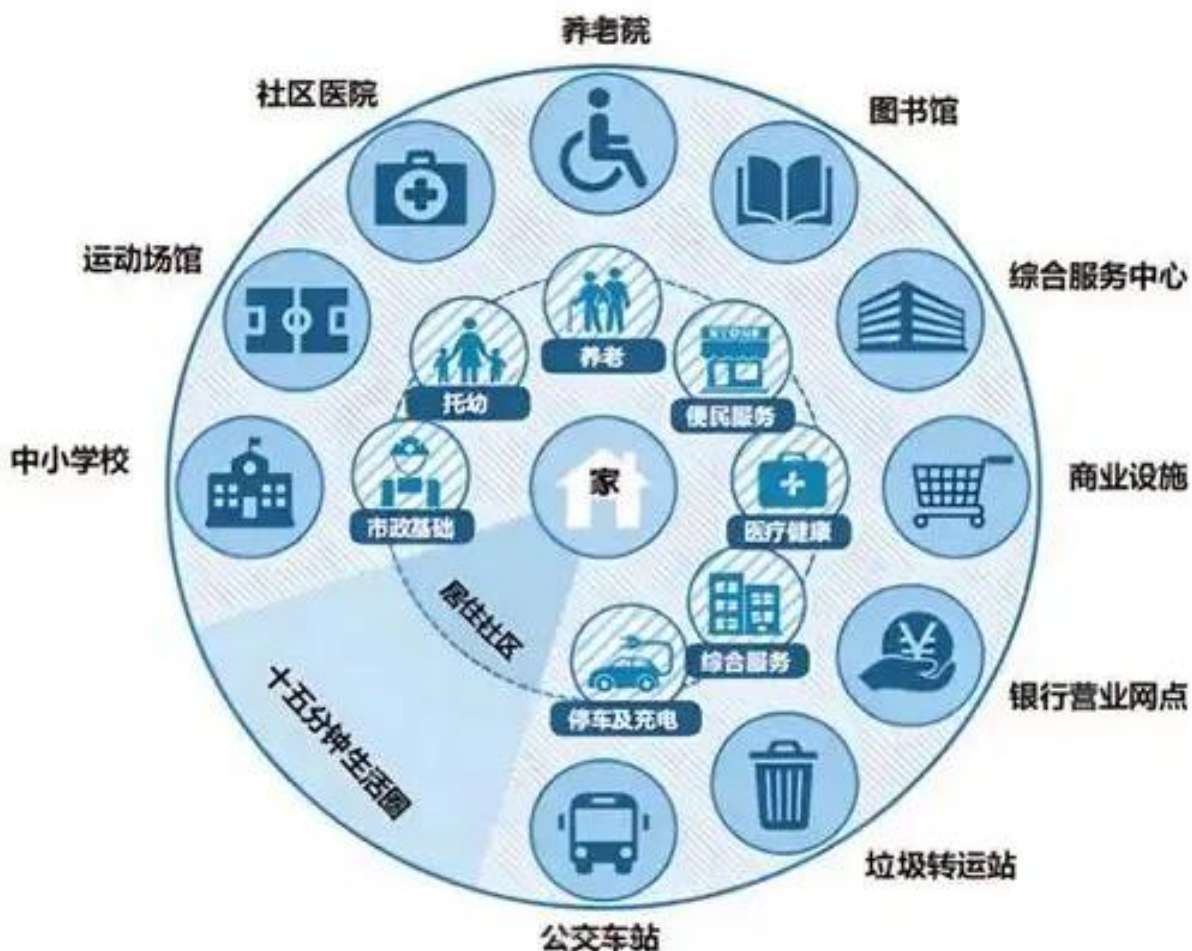 养老院
社区医院
图书馆
运动场馆
综合服务中心
养老
托幼
便民服务
中小学校
家
商业设施
市政基础
医疗健康
居住社区
综合服务
十五分钟生活圈
银行营业网点
停车及充电
垃圾转运站
公交车站